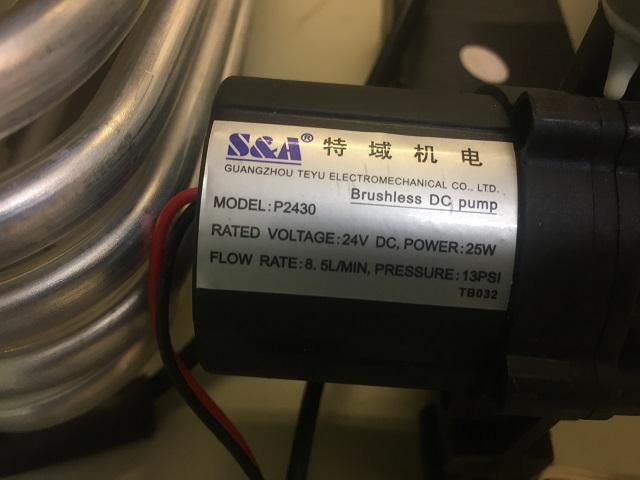 S&A® 特域机电
GUANGZHOU TEYU ELECTROMECHANICAL CO., LTD.
Brushless DC pump
MODEL:P2430
RATED VOLTAGE:24V DC, POWER:25W
FLOW RATE:8. 5L/MIN, PRESSURE:13PSI
TB032